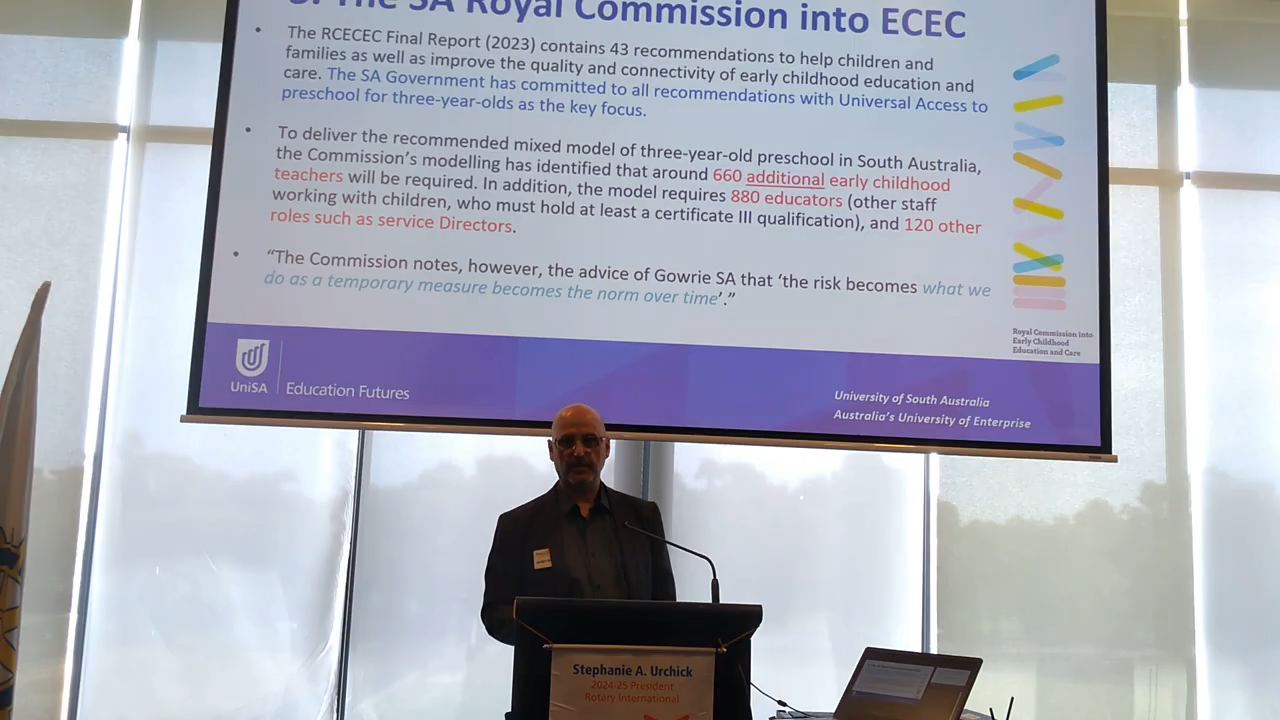 3. The SA Royal Commission into ECEC
• The RCECEC Final Report (2023) contains 43 recommendations to help children and
families as well as improve the quality and connectivity of early childhood education and
care. The SA Government has committed to all recommendations with Universal Access to
preschool for three-year-olds as the key focus.
• To deliver the recommended mixed model of three-year-old preschool in South Australia,
the Commission's modelling has identified that around 660 additional early childhood
teachers will be required. In addition, the model requires 880 educators (other staff
working with children, who must hold at least a certificate III qualification), and 120 other
roles such as service Directors.
• “The Commission notes, however, the advice of Gowrie SA that ‘the risk becomes what we
do as a temporary measure becomes the norm over time’.”
Royal Commission into
Early Childhood
Education and Care
UniSA
Education Futures
University of South Australia
Australia's University of Enterprise
Stephanie A. Urchick
2024-25 President
Rotary International